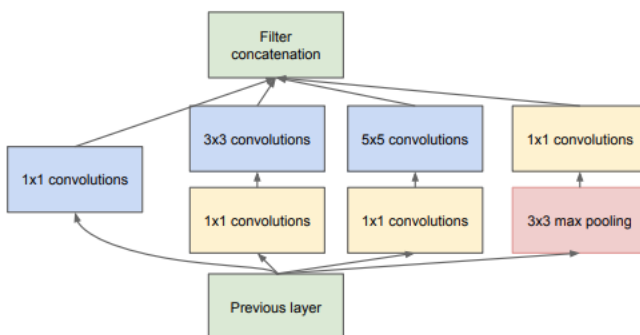 Filter
concatenation
3x3 convolutions
5x5 convolutions
1x1 convolutions
1x1 convolutions
1x1 convolutions
1x1 convolutions
3x3 max pooling
Previous layer